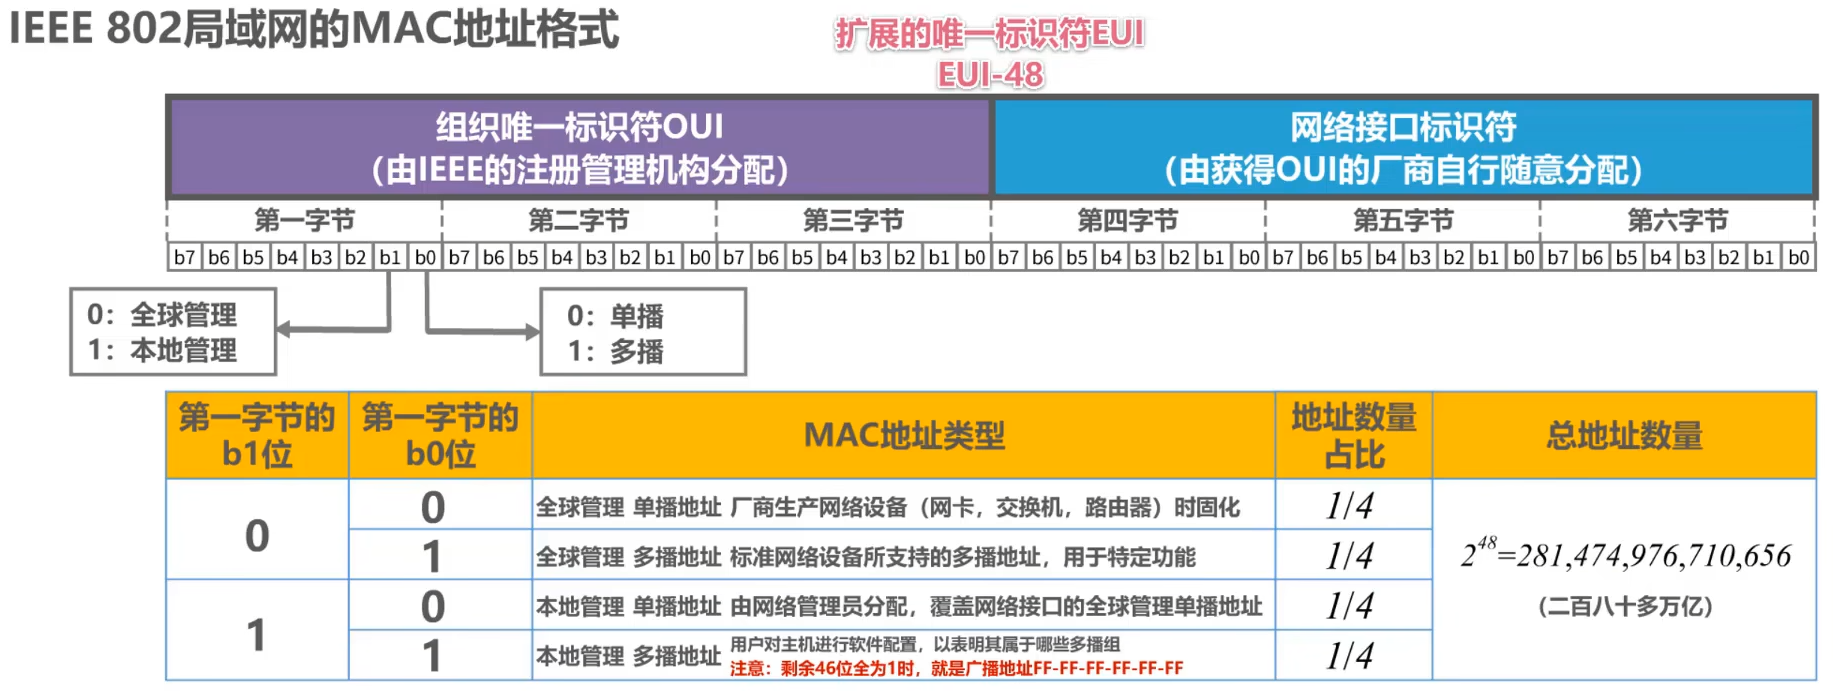 IEEE 802局域网的MAC地址格式
扩展的唯一标识符EUI
EUI-48
组织唯一标识符OUI
（由IEEE的注册管理机构分配）
网络接口标识符
（由获得OUI的厂商自行随意分配）
第一字节 第二字节 第三字节 第四字节 第五字节 第六字节
b7 b6 b5 b4 b3 b2 b1 b0 b7 b6 b5 b4 b3 b2 b1 b0 b7 b6 b5 b4 b3 b2 b1 b0 b7 b6 b5 b4 b3 b2 b1 b0 b7 b6 b5 b4 b3 b2 b1 b0 b7 b6 b5 b4 b3 b2 b1 b0
0：全球管理
1：本地管理
0：单播
1：多播
第一字节的
b1位
第一字节的
b0位
MAC地址类型
地址数量
占比
总地址数量
0
0
全球管理 单播地址 厂商生产网络设备（网卡，交换机，路由器）时固化
1/4
1
全球管理 多播地址 标准网络设备所支持的多播地址，用于特定功能
1/4
1
0
本地管理 单播地址 由网络管理员分配，覆盖网络接口的全球管理单播地址
1/4
1
本地管理 多播地址
用户对主机进行软件配置，以表明其属于哪些多播组
注意：剩余46位全为1时，就是广播地址FF-FF-FF-FF-FF-FF
1/4
2^48=281,474,976,710,656
（二百八十多万亿）